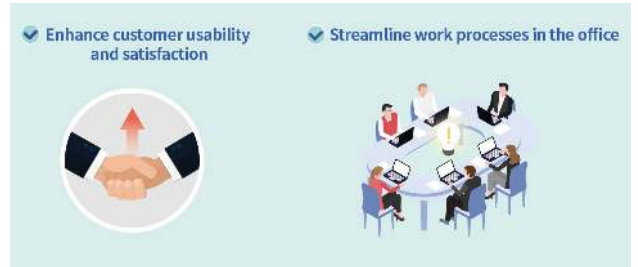 Enhance customer usability
and satisfaction
Streamline work processes in the office